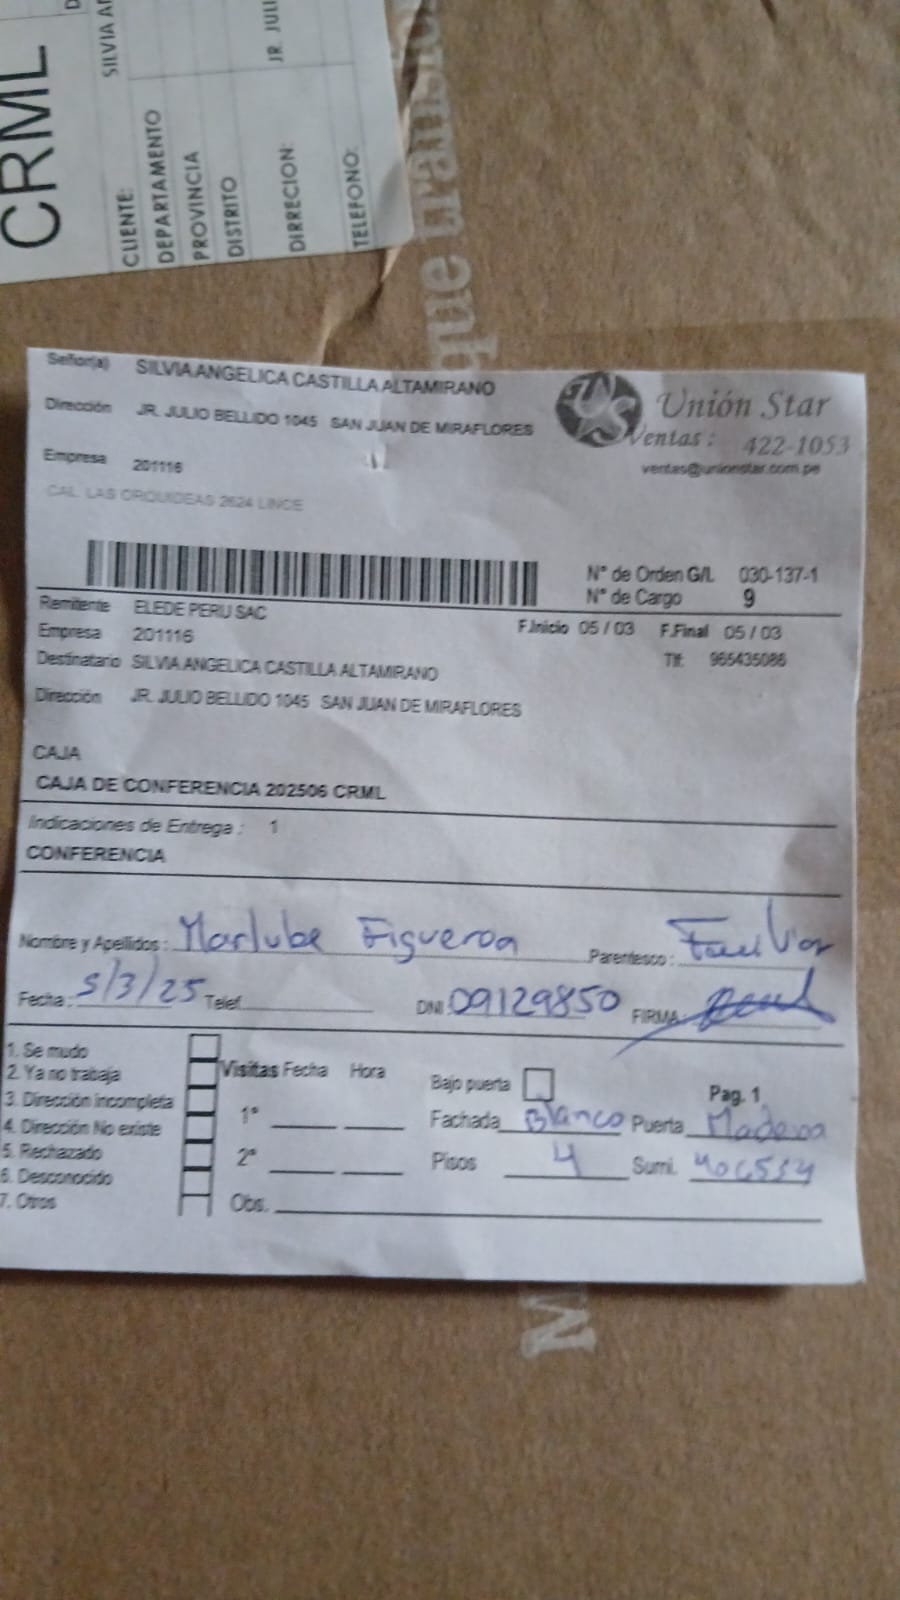 CRML
CLIENTE: SILVIA A
DEPARTAMENTO
PROVINCIA
DISTRITO
DIRRECION: JR. JULI
TELEFONO:
que
Señor(a) SILVIA ANGELICA CASTILLA ALTAMIRANO
Dirección JR. JULIO BELLIDO 1045 SAN JUAN DE MIRAFLORES
Empresa 201116
CAL. LAS ORQUIDEAS 2624 LINCE
Unión Star
Ventas : 422-1053
ventas@unionstar.com.pe
N° de Orden G/L 030-137-1
N° de Cargo 9
Remitente ELEDE PERU SAC
F.Inicio 05 / 03 F.Final 05 / 03
Empresa 201116
Tlf: 965435086
Destinatario SILVIA ANGELICA CASTILLA ALTAMIRANO
Dirección JR. JULIO BELLIDO 1045 SAN JUAN DE MIRAFLORES
CAJA
CAJA DE CONFERENCIA 202506 CRML
Indicaciones de Entrega : 1
CONFERENCIA
Nombre y Apellidos : Marlube Figueroa Parentesco :
Fecha : 5/3/25 Telef. DNI 09129850 FIRMA :
1. Se mudo
2. Ya no trabaja
3. Dirección incompleta
4. Dirección No existe
5. Rechazado
6. Desconocido
7. Otros
Visitas Fecha Hora
1°
2°
Obs.
Bajo puerta
Pag. 1
Fachada Blanco Puerta Madera
Pisos 4 Sumi.